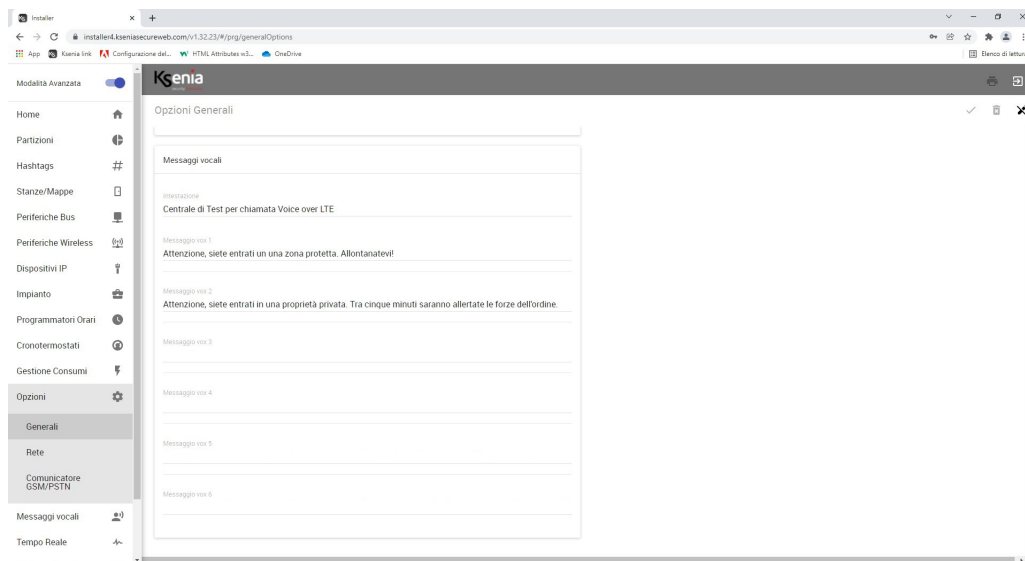 Installer
installer4.kseniasecureweb.com/v1.32.23/#/prg/generalOptions
App Ksenia link Configurazione del... HTML Attributes w3... OneDrive Elenco di lettur
Modalità Avanzata
Ksenia
security
Opzioni Generali
Home
Partizioni
Hashtags
Stanze/Mappe
Periferiche Bus
Periferiche Wireless
Dispositivi IP
Impianto
Programmatori Orari
Cronotermostati
Gestione Consumi
Opzioni
Generali
Rete
Comunicatore
GSM/PSTN
Messaggi vocali
Tempo Reale
Messaggi vocali
Intestazione
Centrale di Test per chiamata Voice over LTE
Messaggio vox 1
Attenzione, siete entrati un una zona protetta. Allontanatevi!
Messaggio vox 2
Attenzione, siete entrati in una proprietà privata. Tra cinque minuti saranno allertate le forze dell'ordine.
Messaggio vox 3
Messaggio vox 4
Messaggio vox 5
Messaggio vox 6